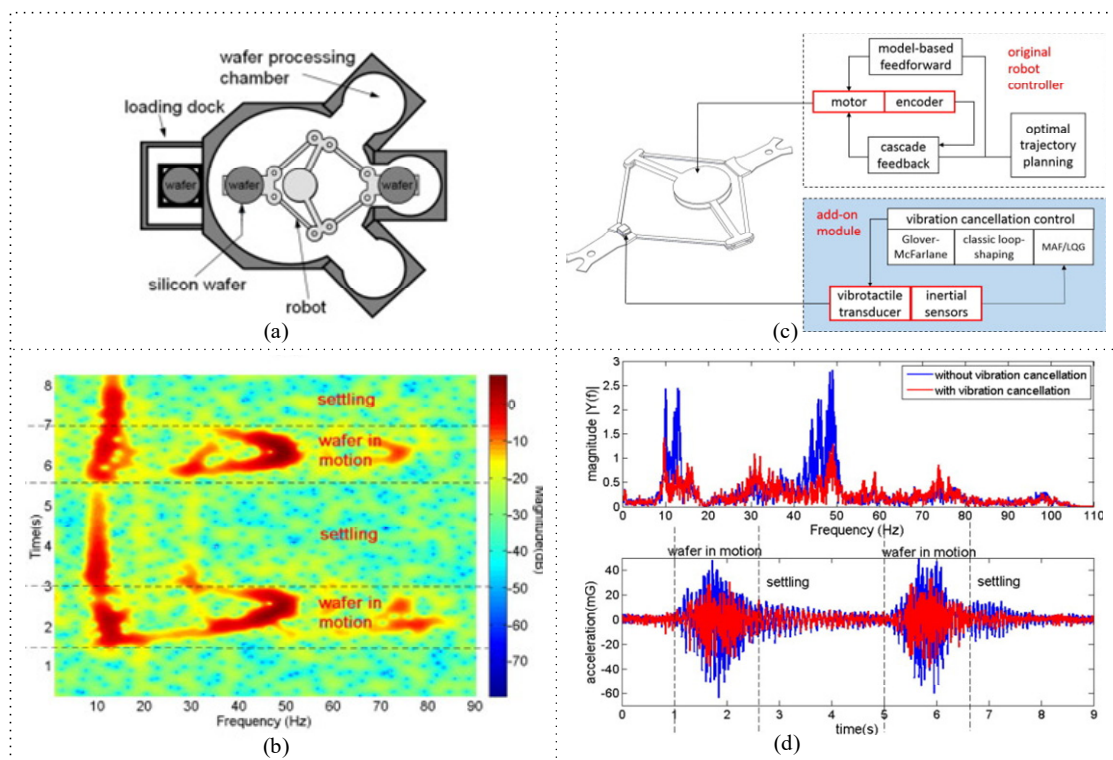 wafer processing
chamber
loading dock
wafer
wafer
wafer
silicon wafer
robot
(a)
model-based
feedforward
original
robot
controller
motor
encoder
optimal
trajectory
planning
cascade
feedback
add-on
module
vibration cancellation control
Glover-
McFarlane
classic loop-
shaping
MAF/LQG
vibrotactile
transducer
inertial
sensors
(c)
8
7
6
5
4
3
2
1
Time(s)
settling
wafer in
motion
settling
wafer in
motion
10 20 30 40 50 60 70 80 90
Frequency (Hz)
0
-10
-20
-30
-40
-50
-60
-70
Magnitude(dB)
(b)
without vibration cancellation
with vibration cancellation
3
2.5
2
1.5
1
0.5
0
magnitude |Y(f)|
0 10 20 30 40 50 60 70 80 90 100 110
Frequency (Hz)
wafer in motion
settling
wafer in motion
settling
40
20
0
-20
-40
-60
acceleration(mG)
0 1 2 3 4 5 6 7 8 9
time(s)
(d)